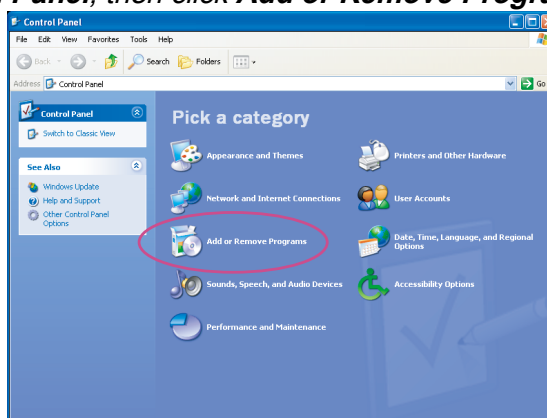 Panel, then click Add or Remove Progr
Control Panel
File Edit View Favorites Tools Help
Back Search Folders
Address Control Panel Go
Control Panel
Switch to Classic View
See Also
Windows Update
Help and Support
Other Control Panel
Options
Pick a category
Appearance and Themes
Printers and Other Hardware
Network and Internet Connections
User Accounts
Add or Remove Programs
Date, Time, Language, and Regional
Options
Sounds, Speech, and Audio Devices
Accessibility Options
Performance and Maintenance